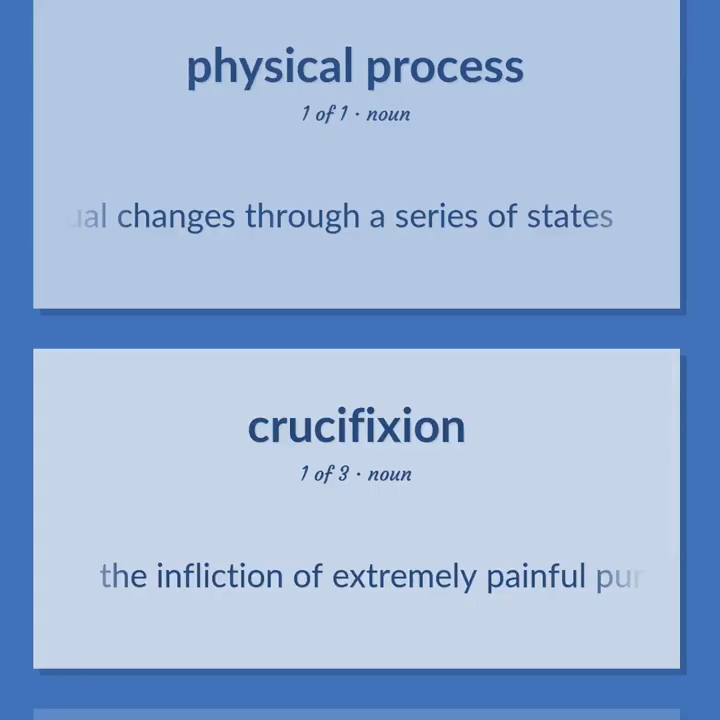 physical process
1 of 1 · noun
changes through a series of states
crucifixion
1 of 3 · noun
the infliction of extremely painful